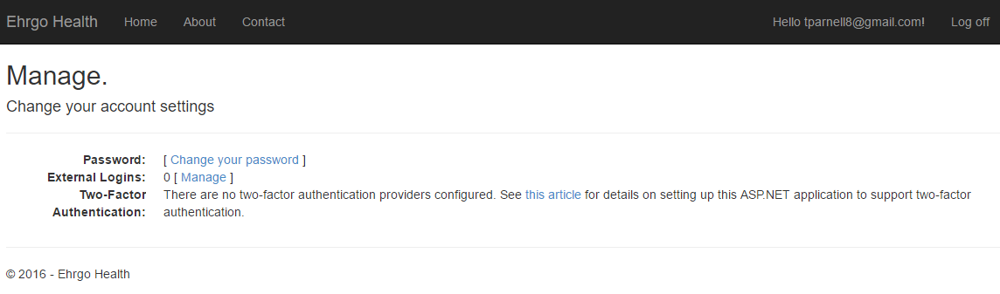 Ehrgo Health Home About Contact Hello tparnell8@gmail.com! Log off
Manage.
Change your account settings
Password: [ Change your password ]
External Logins: 0 [ Manage ]
Two-Factor There are no two-factor authentication providers configured. See this article for details on setting up this ASP.NET application to support two-factor
Authentication: authentication.
© 2016 - Ehrgo Health